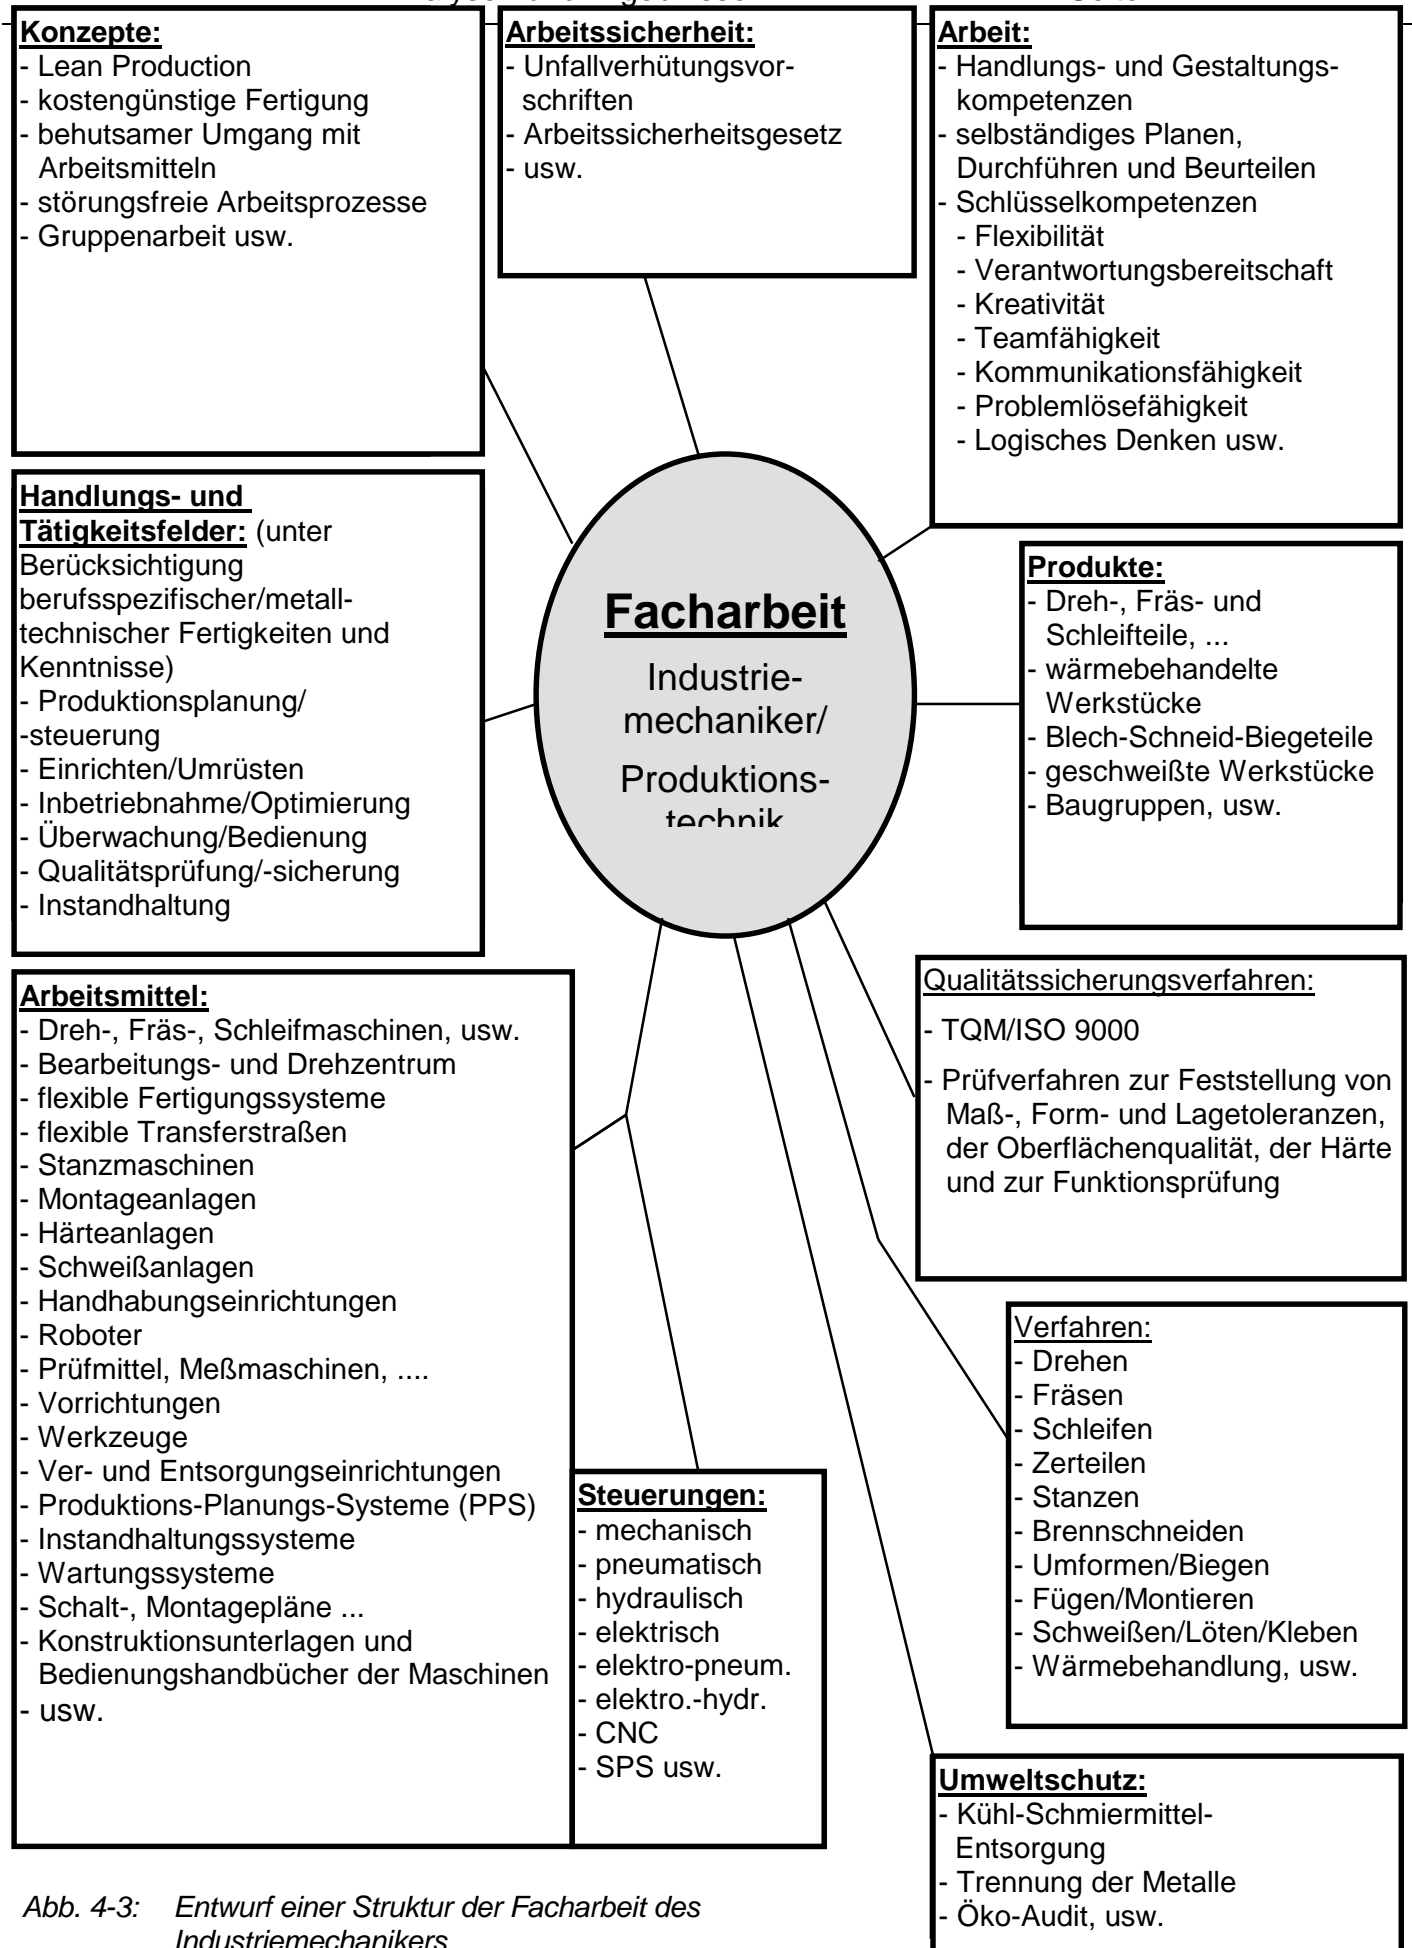 Konzepte:
- Lean Production
- kostengünstige Fertigung
- behutsamer Umgang mit
Arbeitsmitteln
- störungsfreie Arbeitsprozesse
- Gruppenarbeit usw.
Arbeitssicherheit:
- Unfallverhütungsvor-
schriften
- Arbeitssicherheitsgesetz
- usw.
Arbeit:
- Handlungs- und Gestaltungs-
kompetenzen
- selbständiges Planen,
Durchführen und Beurteilen
- Schlüsselkompetenzen
- Flexibilität
- Verantwortungsbereitschaft
- Kreativität
- Teamfähigkeit
- Kommunikationsfähigkeit
- Problemlösefähigkeit
- Logisches Denken usw.
Handlungs- und
Tätigkeitsfelder: (unter
Berücksichtigung
berufsspezifischer/metall-
technischer Fertigkeiten und
Kenntnisse)
- Produktionsplanung/
-steuerung
- Einrichten/Umrüsten
- Inbetriebnahme/Optimierung
- Überwachung/Bedienung
- Qualitätsprüfung/-sicherung
- Instandhaltung
Facharbeit
Industrie-
mechaniker/
Produktions-
technik
Produkte:
- Dreh-, Fräs- und
Schleifteile, ...
- wärmebehandelte
Werkstücke
- Blech-Schneid-Biegeteile
- geschweißte Werkstücke
- Baugruppen, usw.
Arbeitsmittel:
- Dreh-, Fräs-, Schleifmaschinen, usw.
- Bearbeitungs- und Drehzentrum
- flexible Fertigungssysteme
- flexible Transferstraßen
- Stanzmaschinen
- Montageanlagen
- Härteanlagen
- Schweißanlagen
- Handhabungseinrichtungen
- Roboter
- Prüfmittel, Meßmaschinen, ....
- Vorrichtungen
- Werkzeuge
- Ver- und Entsorgungseinrichtungen
- Produktions-Planungs-Systeme (PPS)
- Instandhaltungssysteme
- Wartungssysteme
- Schalt-, Montagepläne ...
- Konstruktionsunterlagen und
Bedienungshandbücher der Maschinen
- usw.
Steuerungen:
- mechanisch
- pneumatisch
- hydraulisch
- elektrisch
- elektro-pneum.
- elektro.-hydr.
- CNC
- SPS usw.
Qualitätssicherungsverfahren:
- TQM/ISO 9000
- Prüfverfahren zur Feststellung von
Maß-, Form- und Lagetoleranzen,
der Oberflächenqualität, der Härte
und zur Funktionsprüfung
Verfahren:
- Drehen
- Fräsen
- Schleifen
- Zerteilen
- Stanzen
- Brennschneiden
- Umformen/Biegen
- Fügen/Montieren
- Schweißen/Löten/Kleben
- Wärmebehandlung, usw.
Umweltschutz:
- Kühl-Schmiermittel-
Entsorgung
- Trennung der Metalle
- Öko-Audit, usw.
Abb. 4-3: Entwurf einer Struktur der Facharbeit des
Industriemechanikers